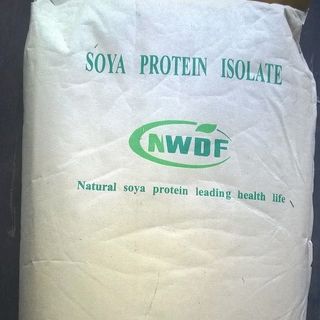 SOYA PROTEIN ISOLATE
NWDF
Natural soya protein leading health life